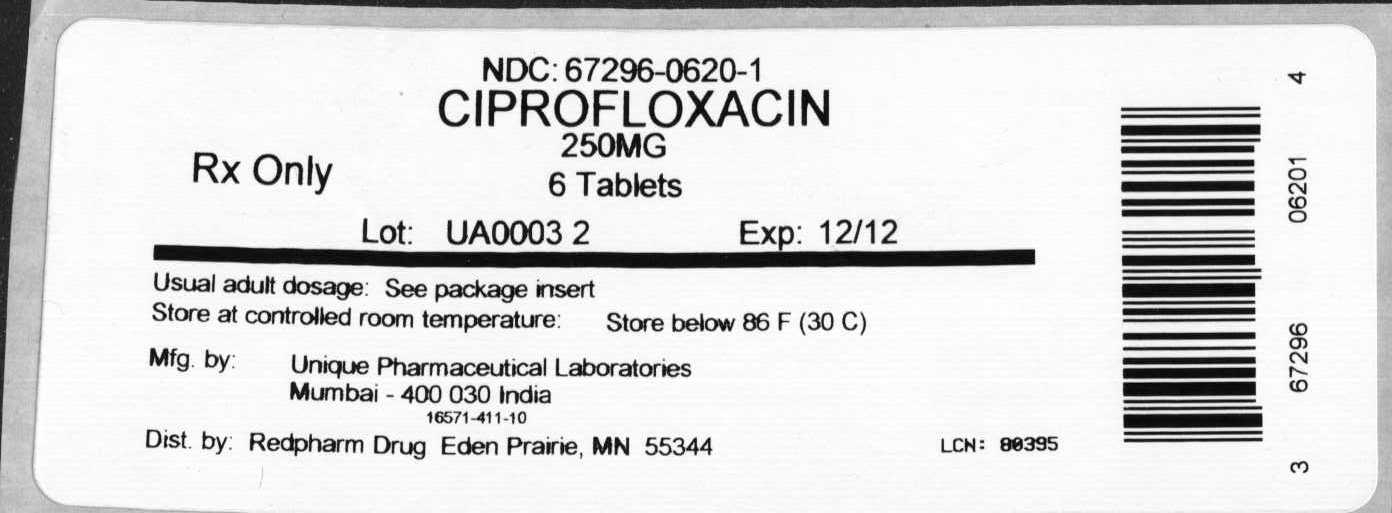 NDC: 67296-0620-1
CIPROFLOXACIN
250MG
Rx Only
6 Tablets
Lot: UA0003 2 Exp: 12/12
Usual adult dosage: See package insert
Store at controlled room temperature: Store below 86 F (30 C)
Mfg. by: Unique Pharmaceutical Laboratories
Mumbai - 400 030 India
16571-411-10
Dist. by: Redpharm Drug Eden Prairie, MN 55344
LCN: 80395
3 67296 06201 4